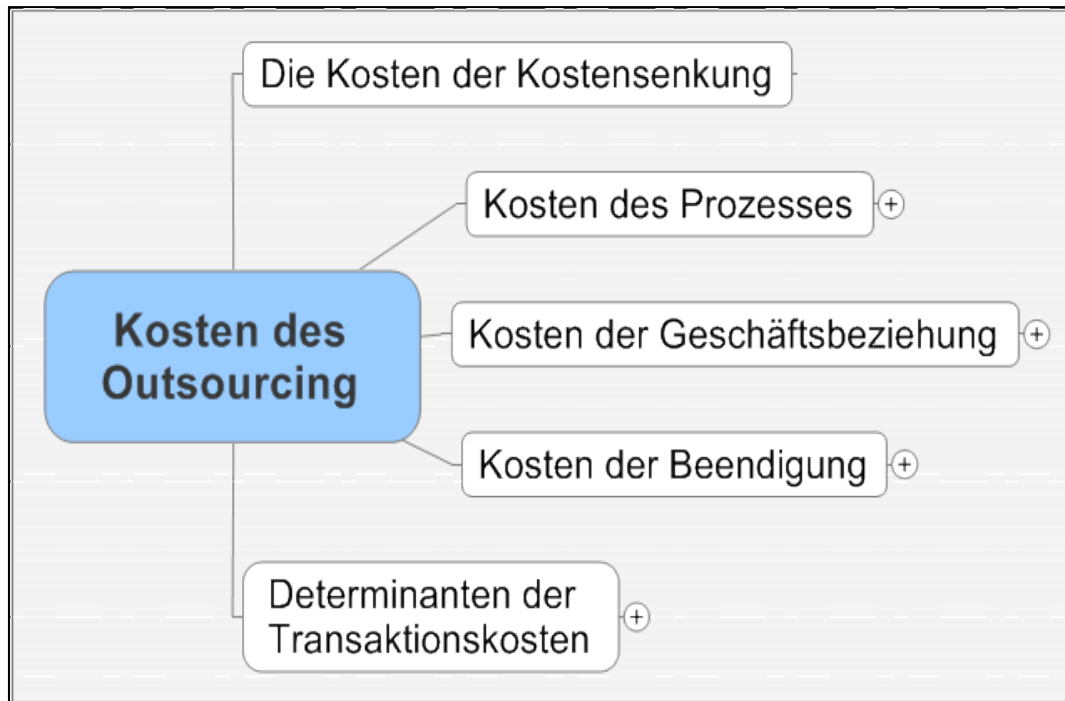 Die Kosten der Kostensenkung
Kosten des Prozesses
+
Kosten des
Outsourcing
Kosten der Geschäftsbeziehung
+
Kosten der Beendigung
+
Determinanten der
Transaktionskosten
+